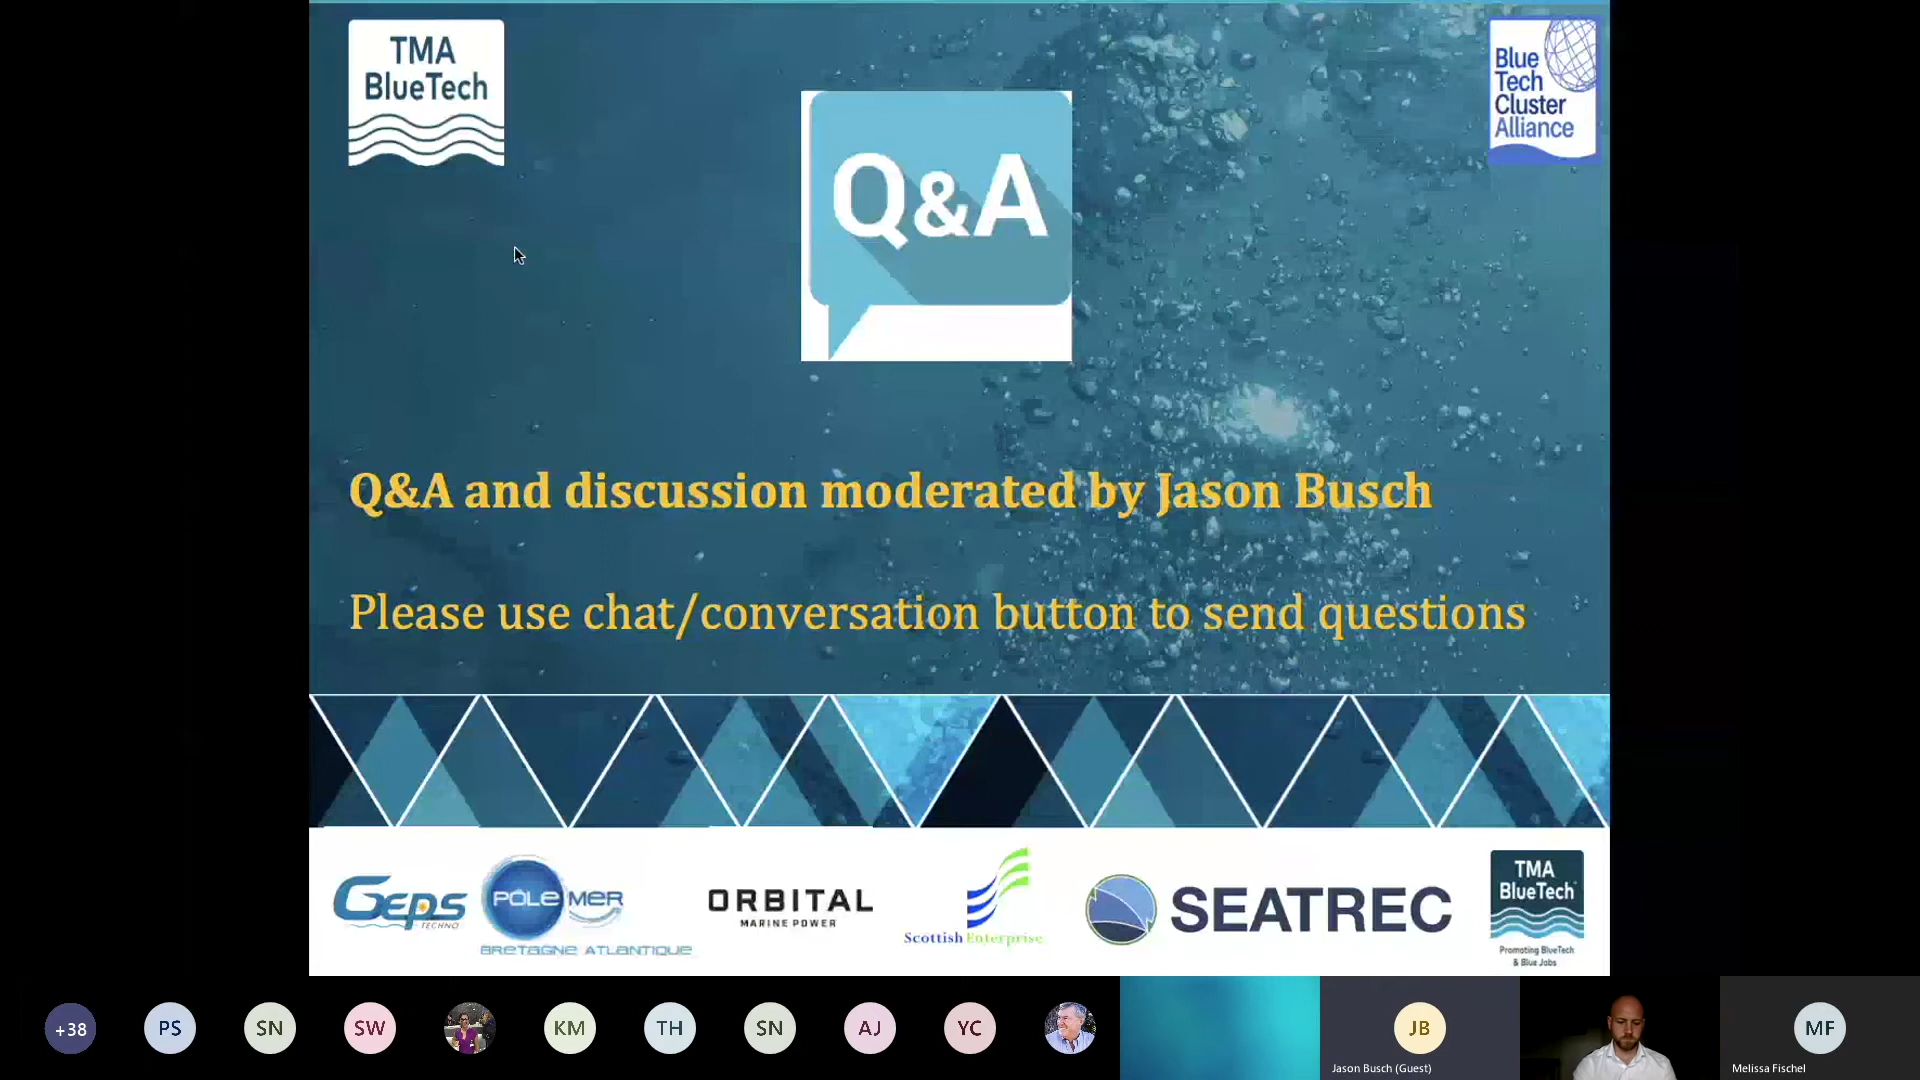 TMA
BlueTech
Blue
Tech
Cluster
Alliance
Q&A
Q&A and discussion moderated by Jason Busch
Please use chat/conversation button to send questions
GEPS
TECHNO
POLE MER
BRETAGNE ATLANTIQUE
ORBITAL
MARINE POWER
Scottish Enterprise
SEATREC
TMA
BlueTech
Promoting BlueTech
& Blue Jobs
+38
PS
SN
SW
KM
TH
SN
AJ
YC
JB
Jason Busch (Guest)
MF
Melissa Fischel